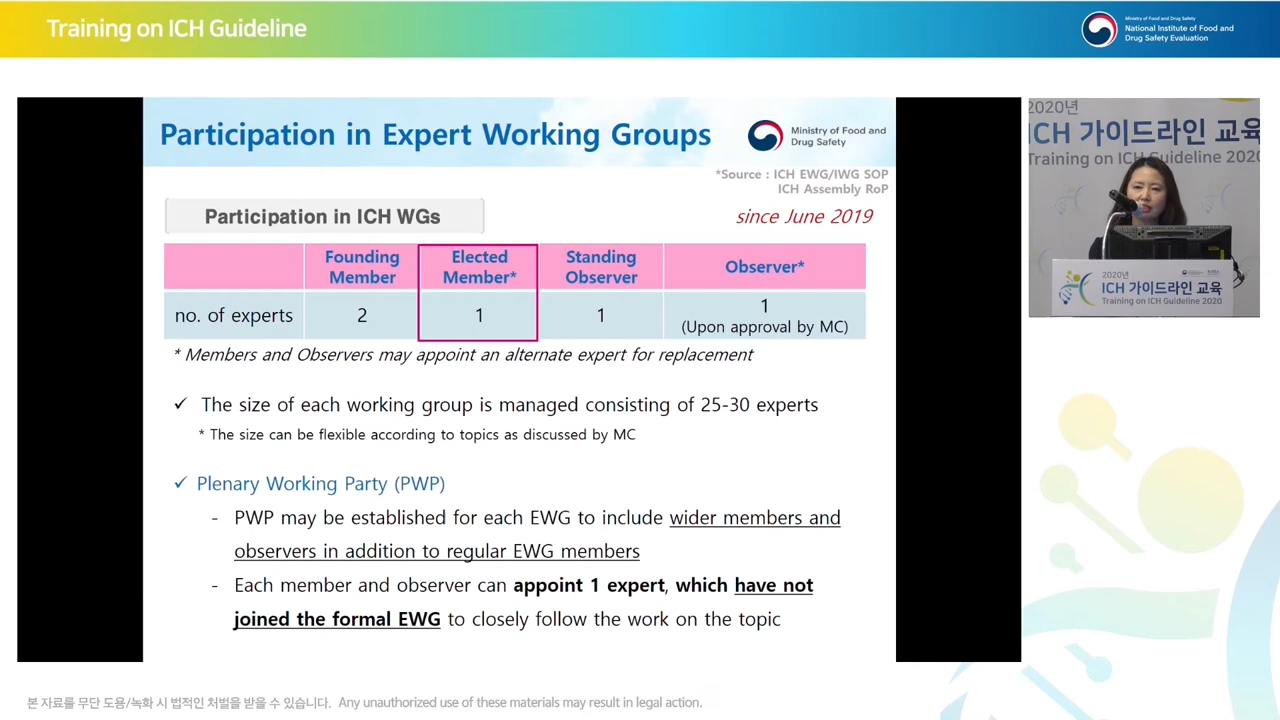 Training on ICH Guideline
Ministry of Food and Drug Safety
National Institute of Food and
Drug Safety Evaluation
Participation in Expert Working Groups
Ministry of Food and
Drug Safety
*Source : ICH EWG/IWG SOP
ICH Assembly RoP
Participation in ICH WGs
since June 2019
Founding Member
Elected Member*
Standing Observer
Observer*
no. of experts
2
1
1
1
(Upon approval by MC)
* Members and Observers may appoint an alternate expert for replacement
✓ The size of each working group is managed consisting of 25-30 experts
* The size can be flexible according to topics as discussed by MC
✓ Plenary Working Party (PWP)
- PWP may be established for each EWG to include wider members and
observers in addition to regular EWG members
- Each member and observer can appoint 1 expert, which have not
joined the formal EWG to closely follow the work on the topic
2020년
ICH 가이드라인 교육
Training on ICH Guideline 2020
2020년
ICH 가이드라인 교육
Training on ICH Guideline 2020
본 자료를 무단 도용/녹화 시 법적인 처벌을 받을 수 있습니다. Any unauthorized use of these materials may result in legal action.